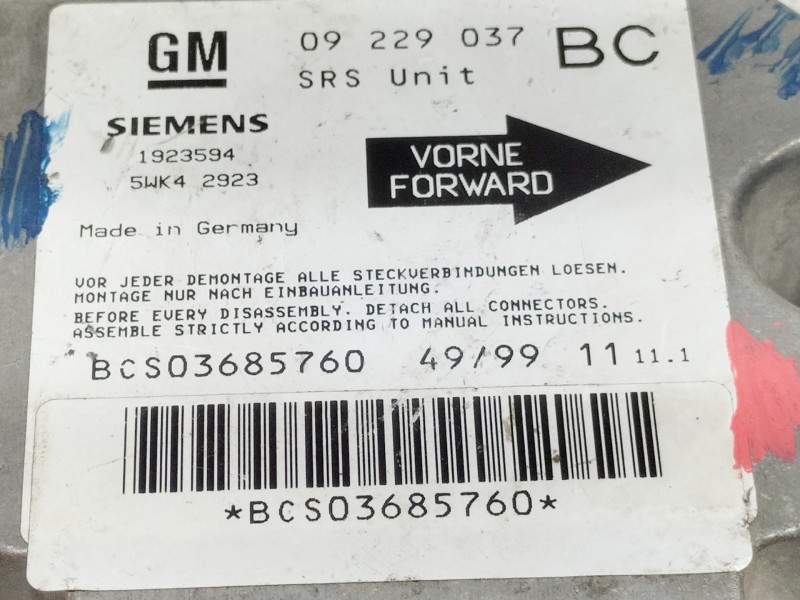 GM 09 229 037 BC
SRS Unit
SIEMENS
1923594
5WK4 2923
VORNE
FORWARD
Made in Germany
VOR JEDER DEMONTAGE ALLE STECKVERBINDUNGEN LOESEN.
MONTAGE NUR NACH EINBAUANLEITUNG.
BEFORE EVERY DISASSEMBLY. DETACH ALL CONNECTORS.
ASSEMBLE STRICTLY ACCORDING TO MANUAL INSTRUCTIONS.
BCS03685760 49/99 11 11.1
*BCS03685760*